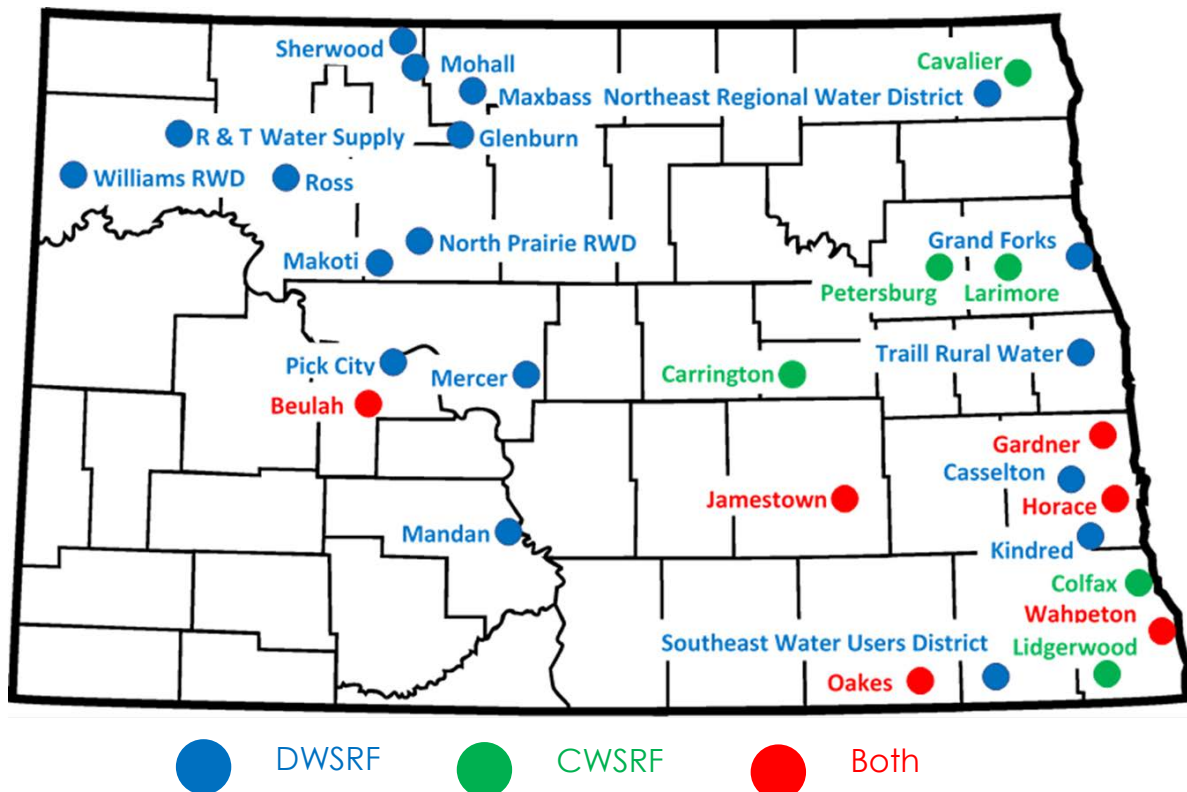 Sherwood
Mohall
Cavalier
Maxbass
Northeast Regional Water District
R & T Water Supply
Glenburn
Williams RWD
Ross
North Prairie RWD
Makoti
Grand Forks
Petersburg
Larimore
Pick City
Mercer
Carrington
Traill Rural Water
Beulah
Gardner
Casselton
Jamestown
Horace
Mandan
Kindred
Colfax
Wahpeton
Southeast Water Users District
Lidgerwood
Oakes
DWSRF
CWSRF
Both